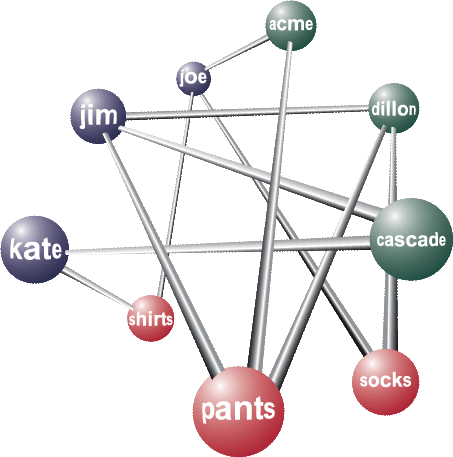 acme
joe
jim
dillon
kate
cascade
shirts
socks
pants